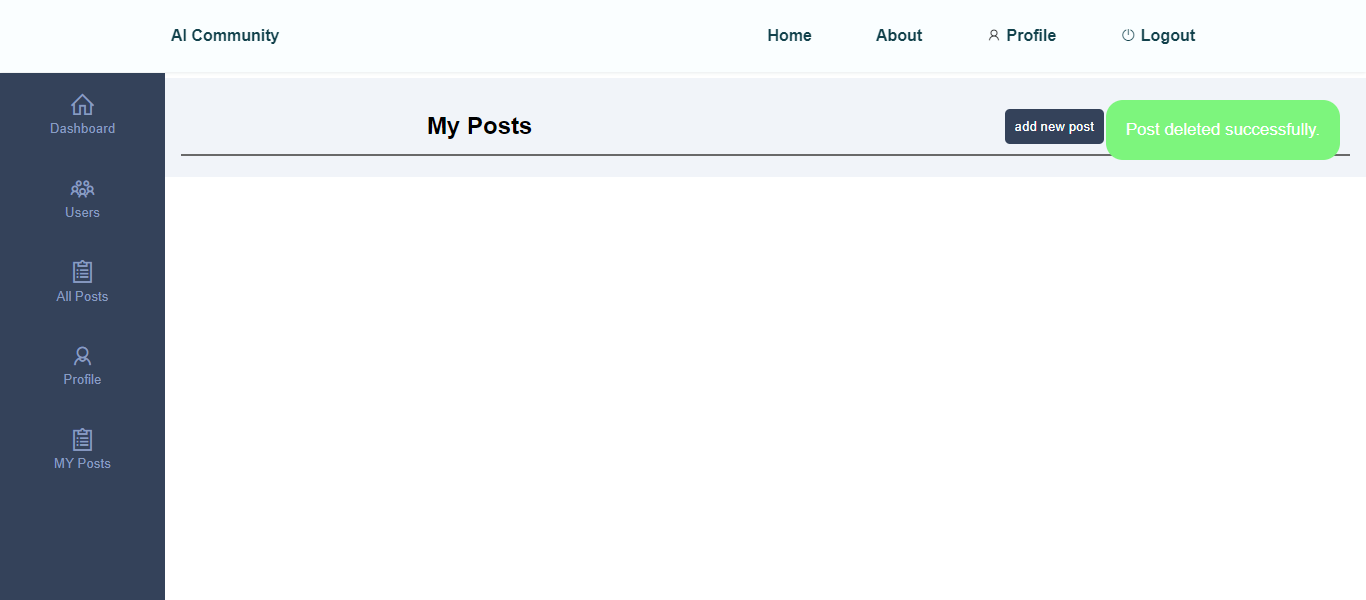 AI Community
Home
About
Profile
Logout
Dashboard
Users
All Posts
Profile
MY Posts
My Posts
add new post
Post deleted successfully.